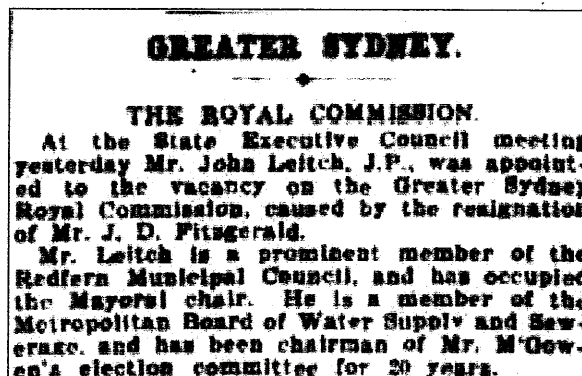 GREATER SYDNEY.
THE ROYAL COMMISSION.
At the State Executive Council meeting
yesterday Mr. John Leitch, J.P., was appoint-
ed to the vacancy on the Greater Sydney
Royal Commission, caused by the resignation
of Mr. J. D. Fitzgerald.
Mr. Leitch is a prominent member of the
Redfern Municipal Council, and has occupied
the Mayoral chair. He is a member of the
Metropolitan Board of Water Supply and Sew-
erage, and has been chairman of Mr. M'Gow-
en's election committee for 20 years.